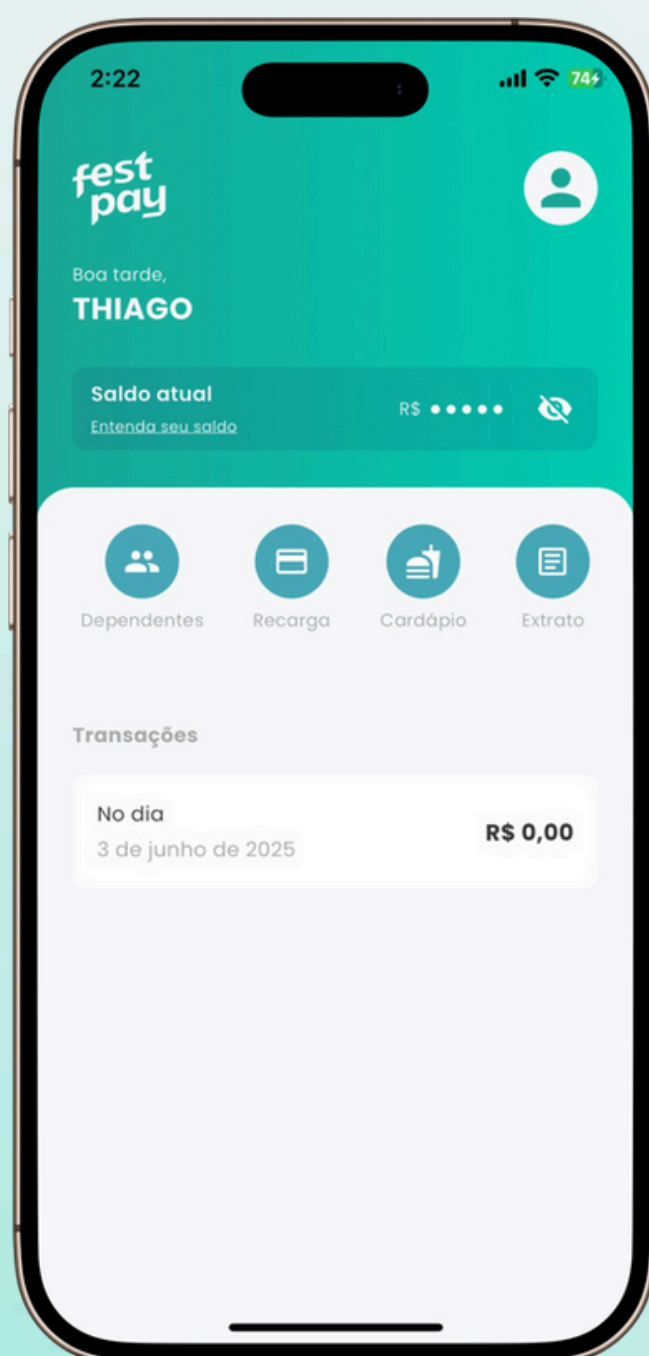 2:22
74
fest
pay
Boa tarde,
THIAGO
Saldo atual
R$ •••••
Entenda seu saldo
Dependentes
Recarga
Cardápio
Extrato
Transações
No dia
3 de junho de 2025
R$ 0,00